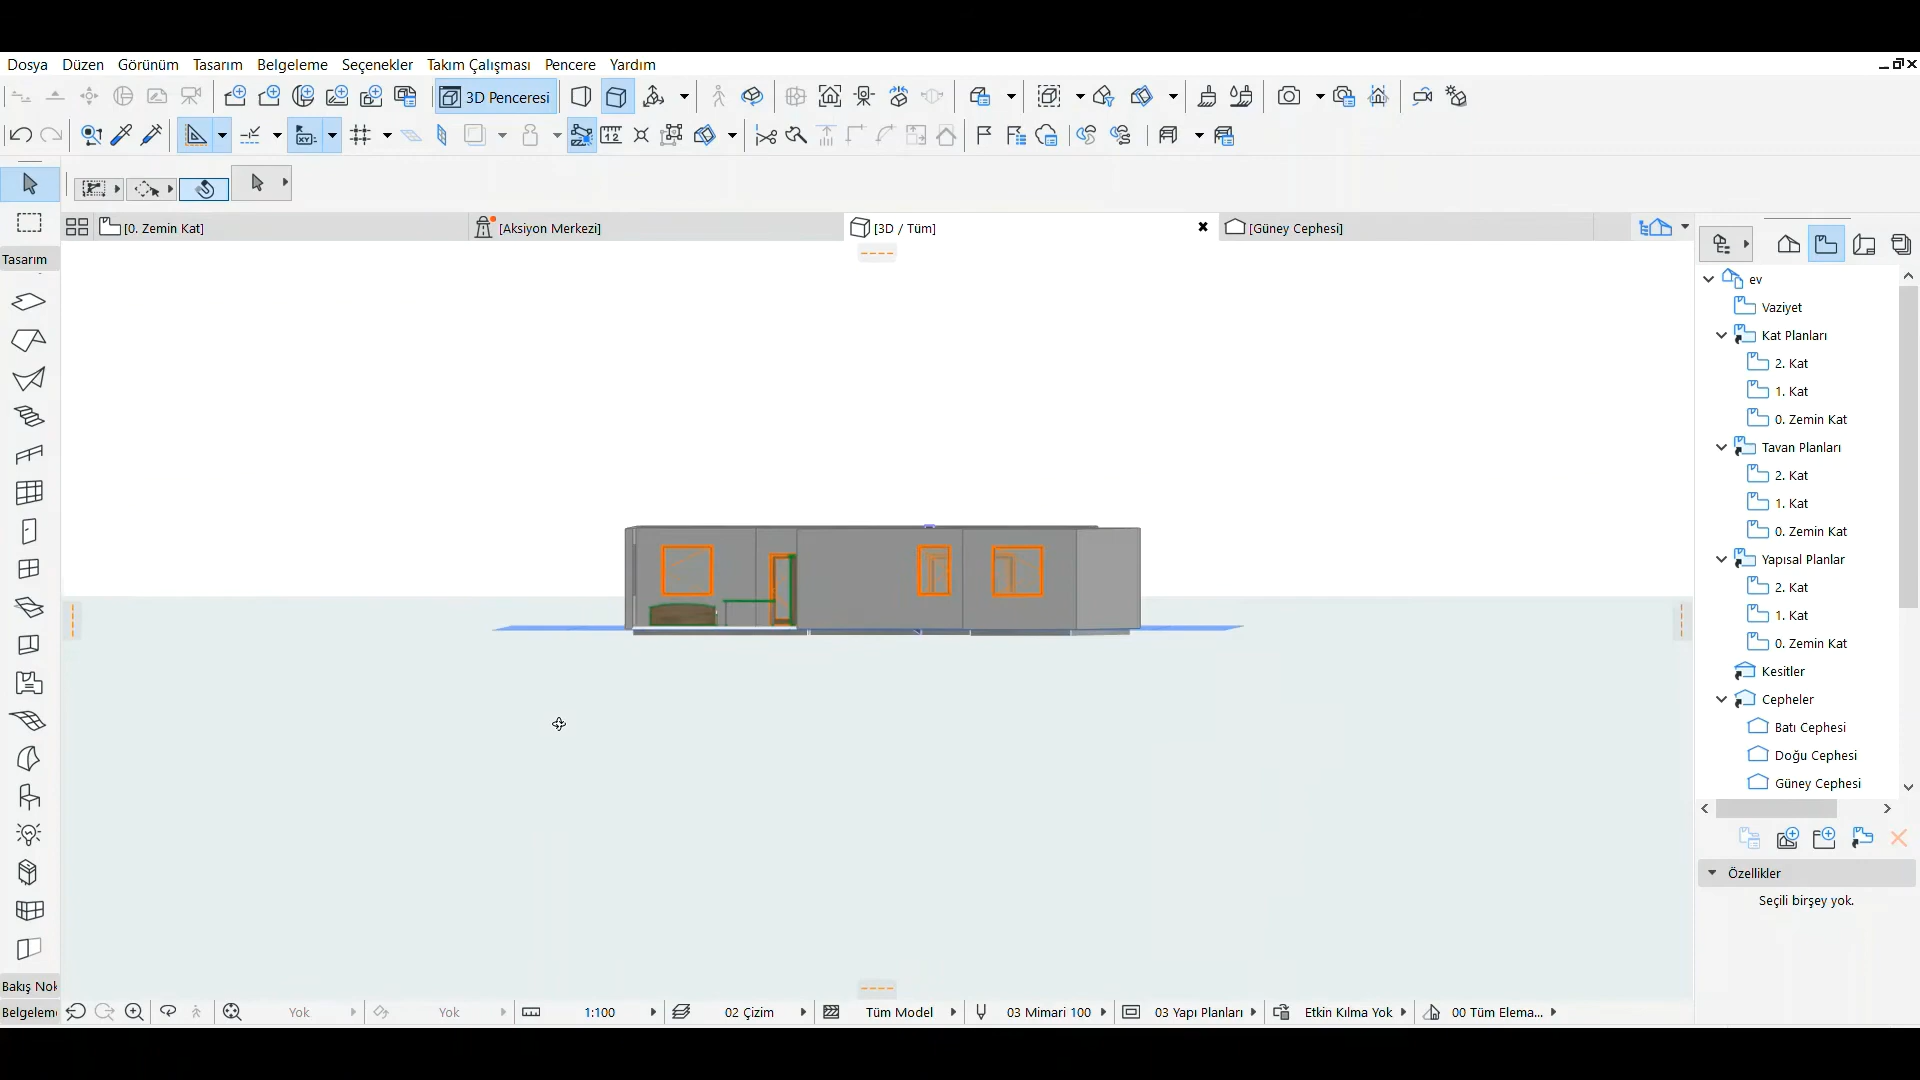 Dosya Düzen Görünüm Tasarım Belgeleme Seçenekler Takım Çalışması Pencere Yardım
3D Penceresi
[0. Zemin Kat] [Aksiyon Merkezi] [3D / Tüm] [Güney Cephesi]
Tasarım
ev
Vaziyet
Kat Planları
2. Kat
1. Kat
0. Zemin Kat
Tavan Planları
2. Kat
1. Kat
0. Zemin Kat
Yapısal Planlar
2. Kat
1. Kat
0. Zemin Kat
Kesitler
Cepheler
Batı Cephesi
Doğu Cephesi
Güney Cephesi
Özellikler
Seçili birşey yok.
Bakış Nok
Belgelem
Yok Yok 1:100 02 Çizim Tüm Model 03 Mimari 100 03 Yapı Planları Etkin Kılma Yok 00 Tüm Elema...